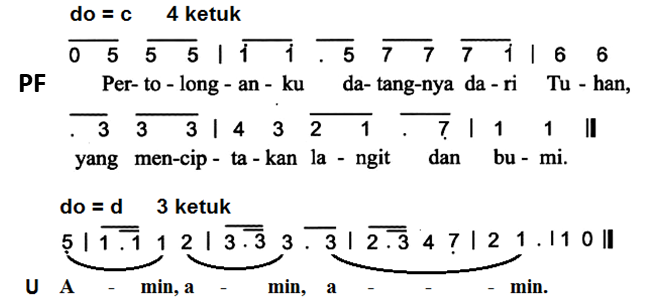 do = c 4 ketuk
0 5 5 5 | 1̇ 1̇ . 5 7 7 7 1̇ | 6 6
PF Per- to - long - an - ku da- tang-nya da - ri Tu - han,
. 3 3 3 | 4 3 2 1 . 7̣ | 1 1 ||
yang men-cip - ta - kan la - ngit dan bu - mi.
do = d 3 ketuk
5̣ | 1 . 1 1 2 | 3 . 3 3 . 3 | 2 . 3 4 7̣ | 2 1 . | 1 0 ||
U A - min, a - min, a - - - min.